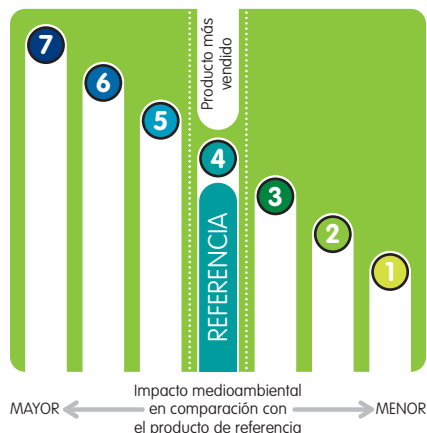 7
6
5
Producto más
vendido
4
3
2
1
REFERENCIA
MAYOR
Impacto medioambiental
en comparación con
el producto de referencia
MENOR